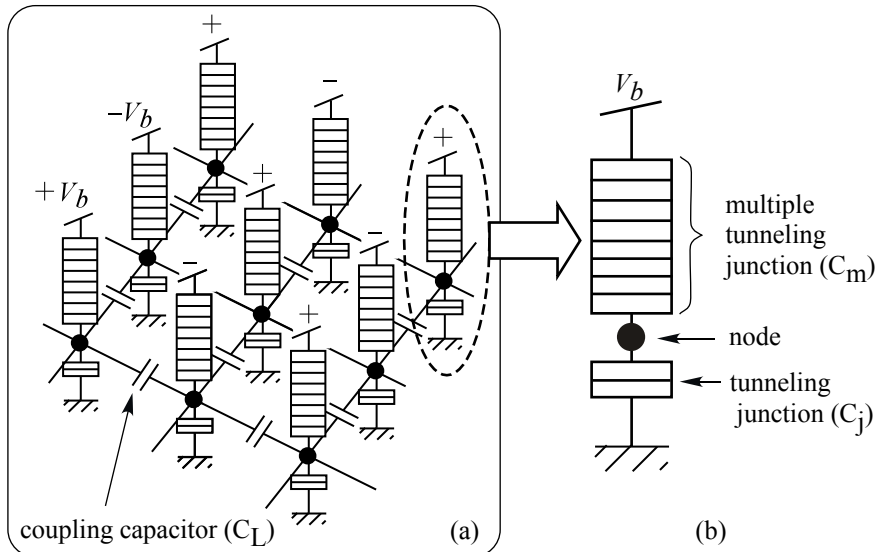 +
−
−V_b
+
+V_b
+
−
−
+
coupling capacitor (C_L)
(a)
V_b
multiple
tunneling
junction (C_m)
node
tunneling
junction (C_j)
(b)